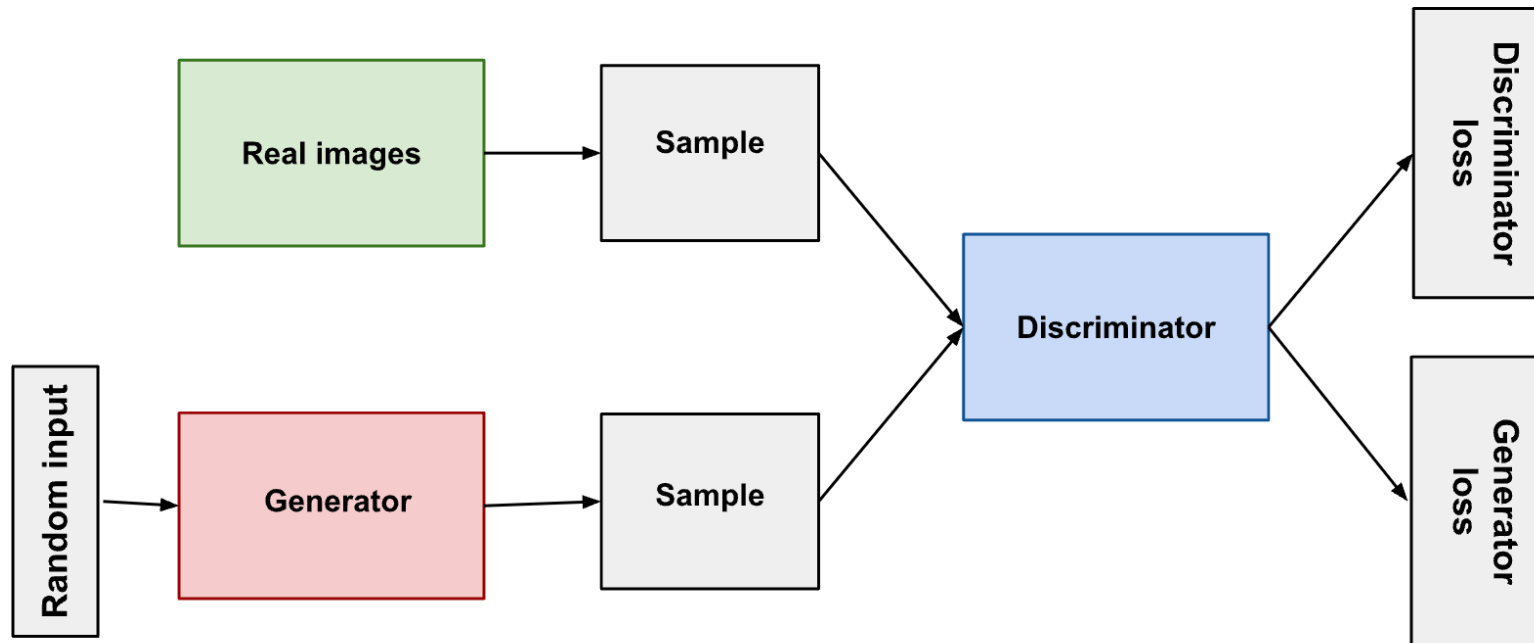 Real images
Sample
Discriminator
loss
Discriminator
Random input
Generator
Sample
Generator
loss